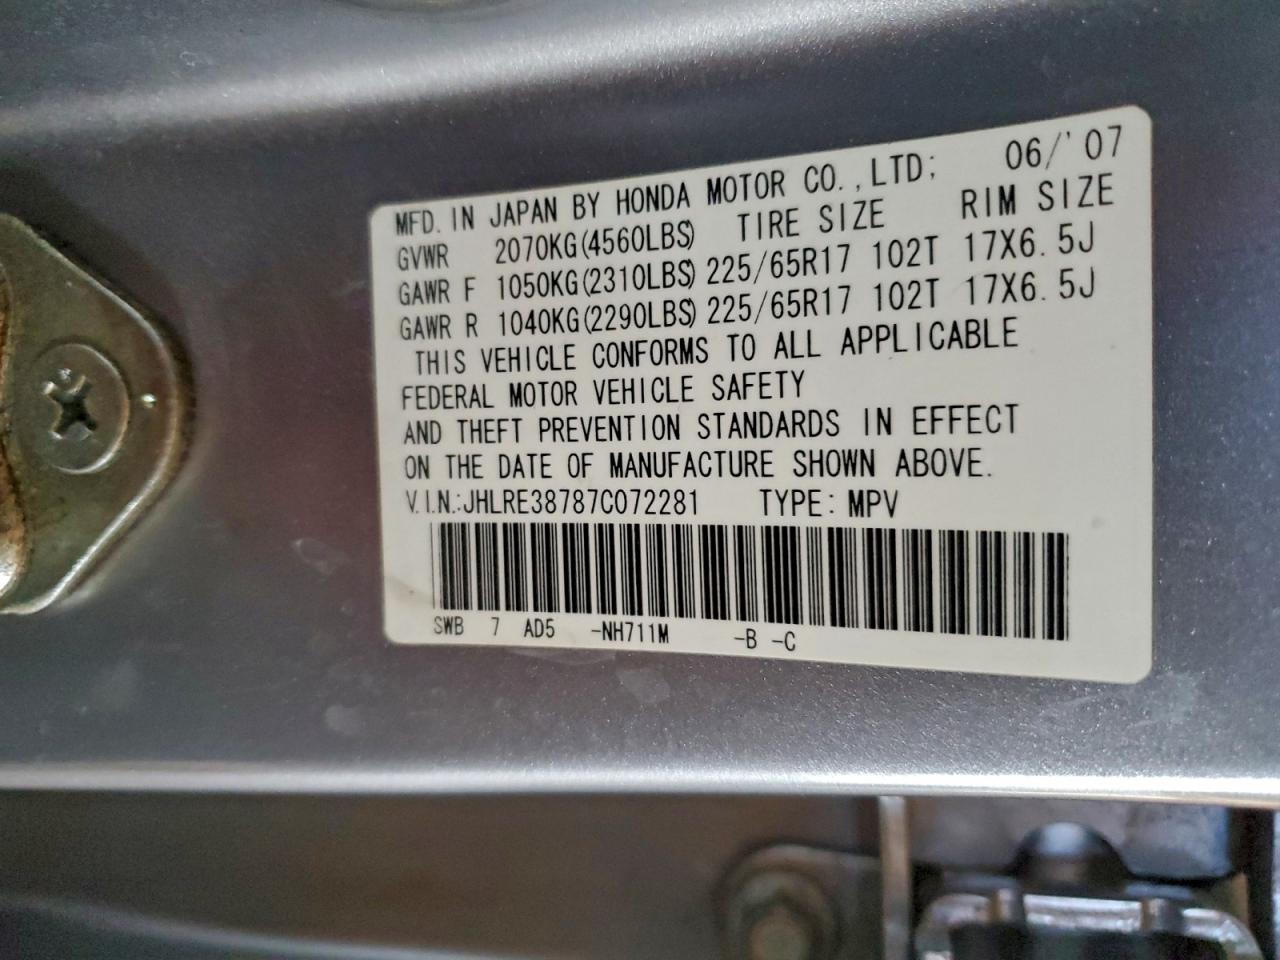 MFD. IN JAPAN BY HONDA MOTOR CO.,LTD; 06/'07
GVWR 2070KG(4560LBS) TIRE SIZE RIM SIZE
GAWR F 1050KG(2310LBS) 225/65R17 102T 17X6.5J
GAWR R 1040KG(2290LBS) 225/65R17 102T 17X6.5J
THIS VEHICLE CONFORMS TO ALL APPLICABLE
FEDERAL MOTOR VEHICLE SAFETY
AND THEFT PREVENTION STANDARDS IN EFFECT
ON THE DATE OF MANUFACTURE SHOWN ABOVE.
V.I.N.:JHLRE38787C072281 TYPE: MPV
SWB 7 AD5 -NH711M -B -C